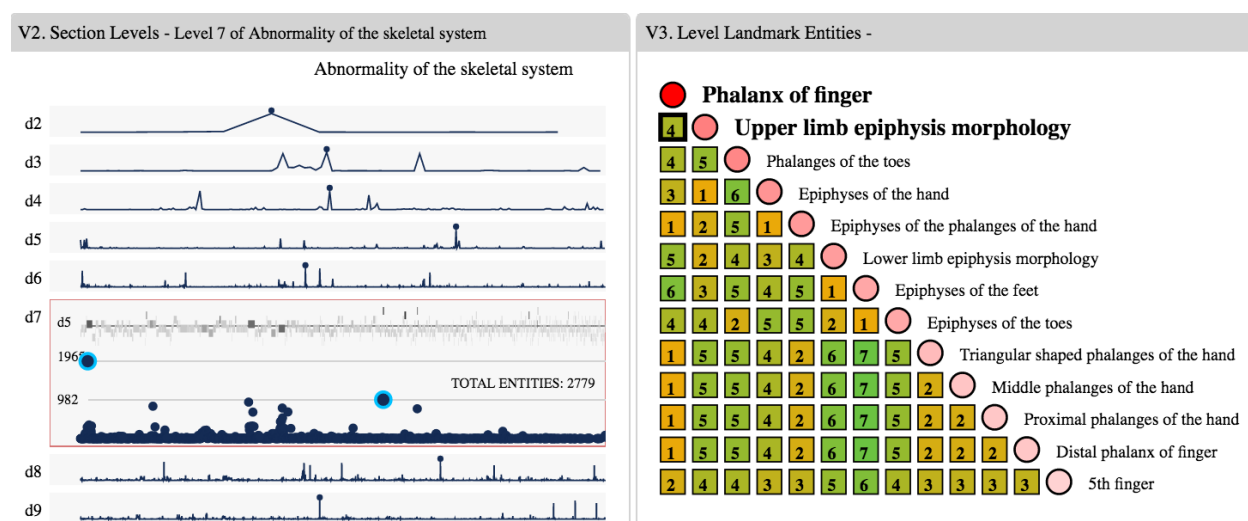 V2. Section Levels - Level 7 of Abnormality of the skeletal system
Abnormality of the skeletal system
d2
d3
d4
d5
d6
d7
d5
TOTAL ENTITIES: 2779
982
d8
d9
V3. Level Landmark Entities -
Phalanx of finger
4 Upper limb epiphysis morphology
4 5 Phalanges of the toes
3 1 6 Epiphyses of the hand
1 2 5 1 Epiphyses of the phalanges of the hand
5 2 4 3 4 Lower limb epiphysis morphology
6 3 5 4 5 1 Epiphyses of the feet
4 4 2 5 5 2 1 Epiphyses of the toes
1 5 5 4 2 6 7 5 Triangular shaped phalanges of the hand
1 5 5 4 2 6 7 5 2 Middle phalanges of the hand
1 5 5 4 2 6 7 5 2 2 Proximal phalanges of the hand
1 5 5 4 2 6 7 5 2 2 2 Distal phalanx of finger
2 4 4 3 3 5 6 4 3 3 3 3 5th finger